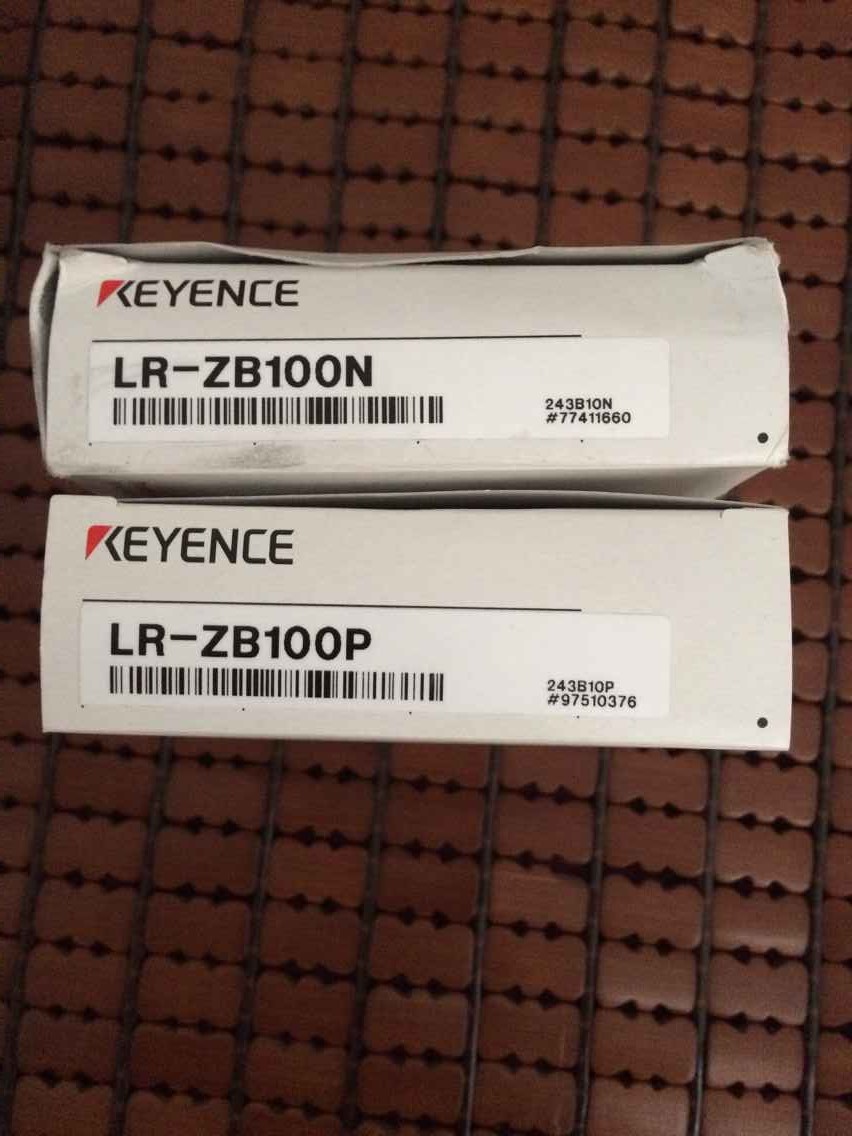 KEYENCE
LR-ZB100N
243B10N
#77411660
KEYENCE
LR-ZB100P
243B10P
#97510376